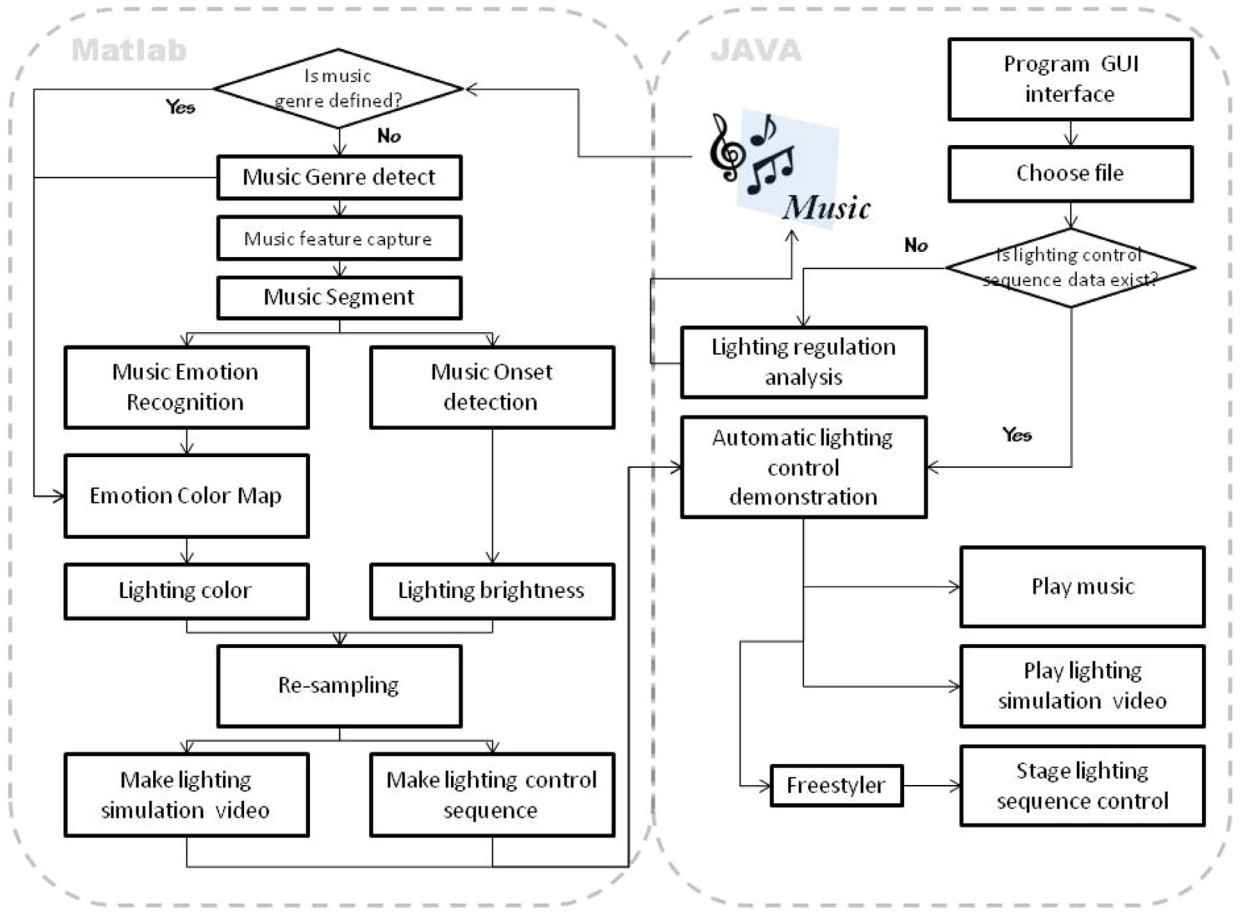 Matlab
Is music
genre defined?
Yes
No
Music Genre detect
Music feature capture
Music Segment
Music Emotion
Recognition
Music Onset
detection
Emotion Color Map
Lighting color
Lighting brightness
Re-sampling
Make lighting
simulation video
Make lighting control
sequence
JAVA
Program GUI
interface
Choose file
Is lighting control
sequence data exist?
No
Yes
Music
Lighting regulation
analysis
Automatic lighting
control
demonstration
Play music
Play lighting
simulation video
Freestyler
Stage lighting
sequence control